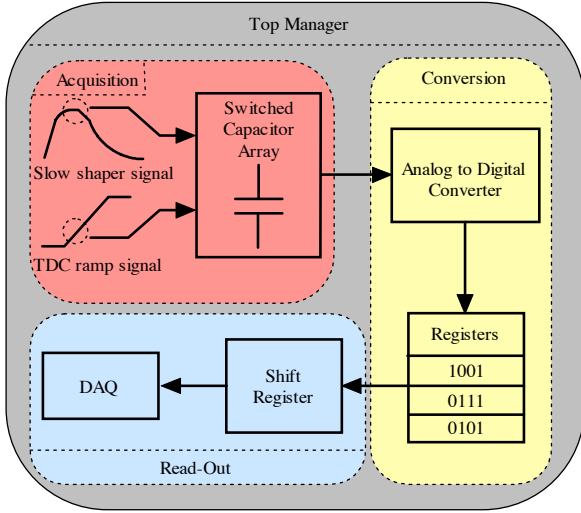 Top Manager
Acquisition
Slow shaper signal
TDC ramp signal
Switched
Capacitor
Array
Conversion
Analog to Digital
Converter
Registers
1001
0111
0101
Shift
Register
DAQ
Read-Out